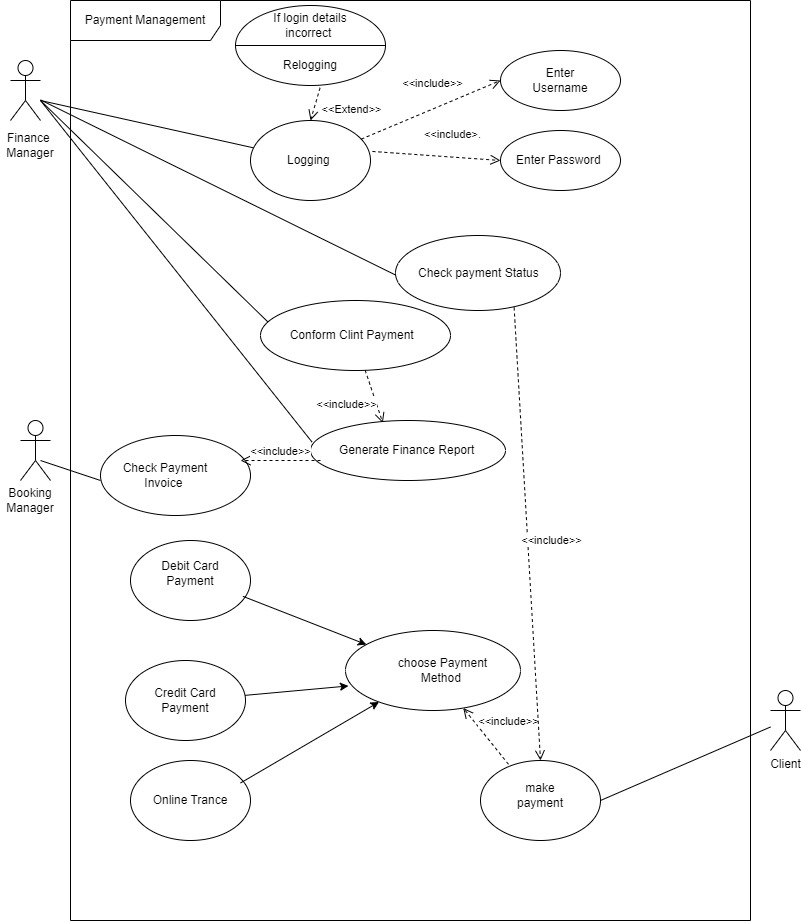 Payment Management
If login details
incorrect
Relogging
<<include>>
Enter
Username
<<Extend>>
<<include>.
Finance
Manager
Logging
Enter Password
Check payment Status
Conform Clint Payment
<<include>>
Generate Finance Report
<<include>>
Check Payment
Invoice
Booking
Manager
<<include>>
Debit Card
Payment
choose Payment
Method
Credit Card
Payment
<<include>>
Client
Online Trance
make
payment